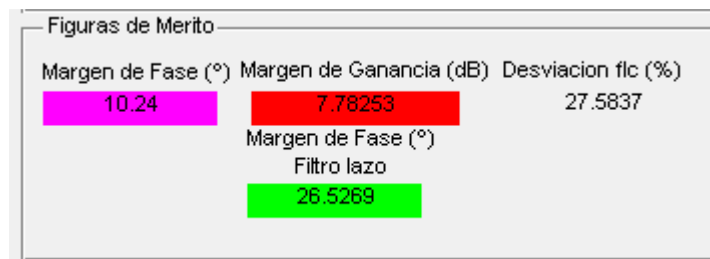 Figuras de Merito
Margen de Fase (º) Margen de Ganancia (dB) Desviacion flc (%)
10.24 7.78253 27.5837
Margen de Fase (º)
Filtro lazo
26.5269